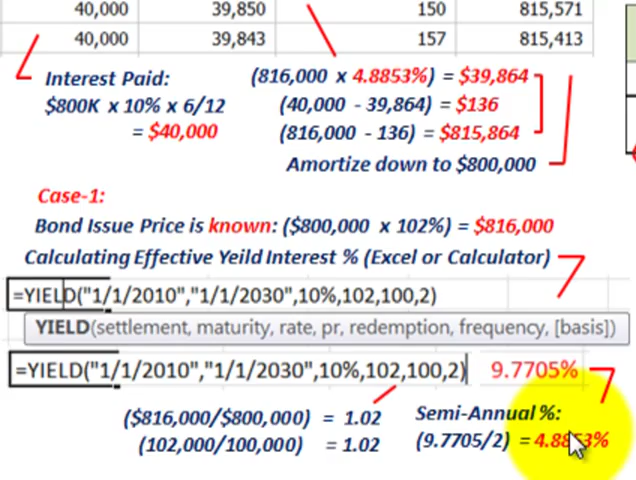 40,000 39,850 150 815,571
40,000 39,843 157 815,413
Interest Paid: (816,000 x 4.8853%) = $39,864
$800K x 10% x 6/12 (40,000 - 39,864) = $136
= $40,000 (816,000 - 136) = $815,864
Amortize down to $800,000
Case-1:
Bond Issue Price is known: ($800,000 x 102%) = $816,000
Calculating Effective Yeild Interest % (Excel or Calculator)
=YIELD("1/1/2010","1/1/2030",10%,102,100,2)
YIELD(settlement, maturity, rate, pr, redemption, frequency, [basis])
=YIELD("1/1/2010","1/1/2030",10%,102,100,2) 9.7705%
($816,000/$800,000) = 1.02 Semi-Annual %:
(102,000/100,000) = 1.02 (9.7705/2) = 4.8853%